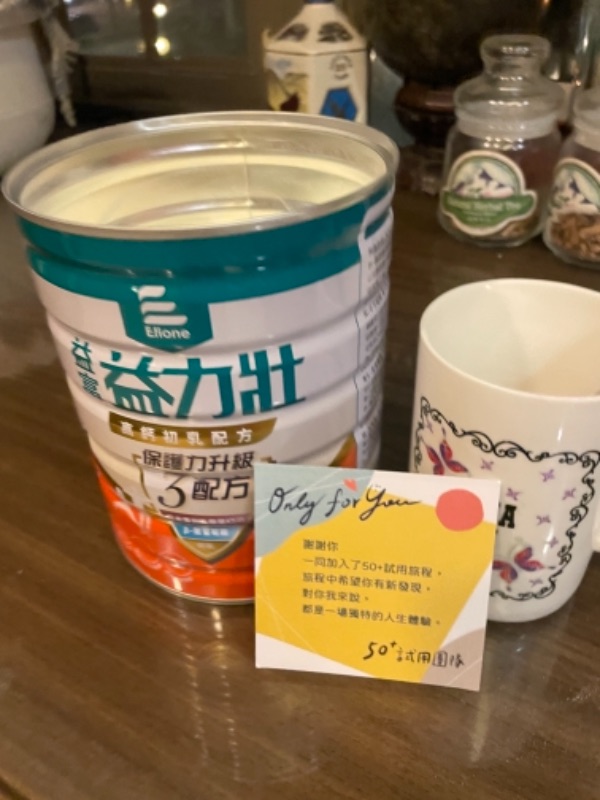 Ellone
益富
益力壯
高鈣初乳配方
保護力升級
3配方
Only for You
謝謝你
一同加入了50+試用旅程，
旅程中希望你有新發現，
對你我來說，
都是一場獨特的人生體驗。
50+試用團隊